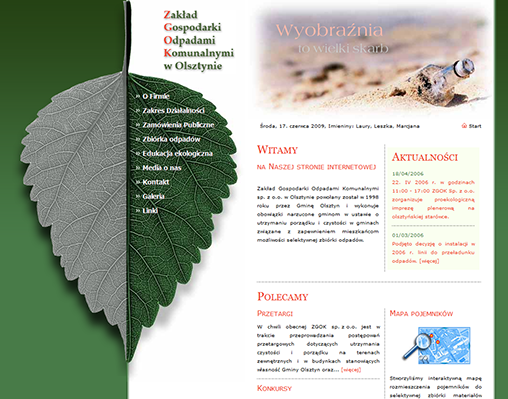 Zakład
Gospodarki
Odpadami
Komunalnymi
w Olsztynie
» O Firmie
» Zakres Działalności
» Zamówienia Publiczne
» Zbiórka odpadów
» Edukacja ekologiczna
» Media o nas
» Kontakt
» Galeria
» Linki
Wyobraźnia
to wielki skarb
Środa, 17. czerwca 2009, Imieniny: Laury, Leszka, Marcjana
Start
Witamy
na Naszej stronie internetowej
Zakład Gospodarki Odpadami Komunalnymi
sp. z o.o. w Olsztynie powołany został w 1998
roku przez Gminę Olsztyn i wykonuje
obowiązki narzucone gminom w ustawie o
utrzymaniu porządku i czystości w gminach
związane z zapewnieniem mieszkańcom
możliwości selektywnej zbiórki odpadów.
Aktualności
18/04/2006
22. IV 2006 r. w godzinach
11:00 - 17:00 ZGOK Sp. z o.o.
zorganizuje proekologiczną
imprezę plenerową na
olsztyńskiej starówce.
01/03/2006
Podjęto decyzję o instalacji w
2006 r. linii do przeładunku
odpadów. [więcej]
Polecamy
Przetargi
W chwili obecnej ZGOK sp. z o.o. jest w
trakcie przeprowadzania postępowań
przetargowych dotyczących utrzymania
czystości i porządku na terenach
zewnętrznych i w budynkach stanowiących
własność Gminy Olsztyn oraz... [więcej]
Konkursy
Mapa pojemników
Stworzyliśmy interaktywną mapę
rozmieszczenia pojemników do
selektywnej zbiórki materiałów